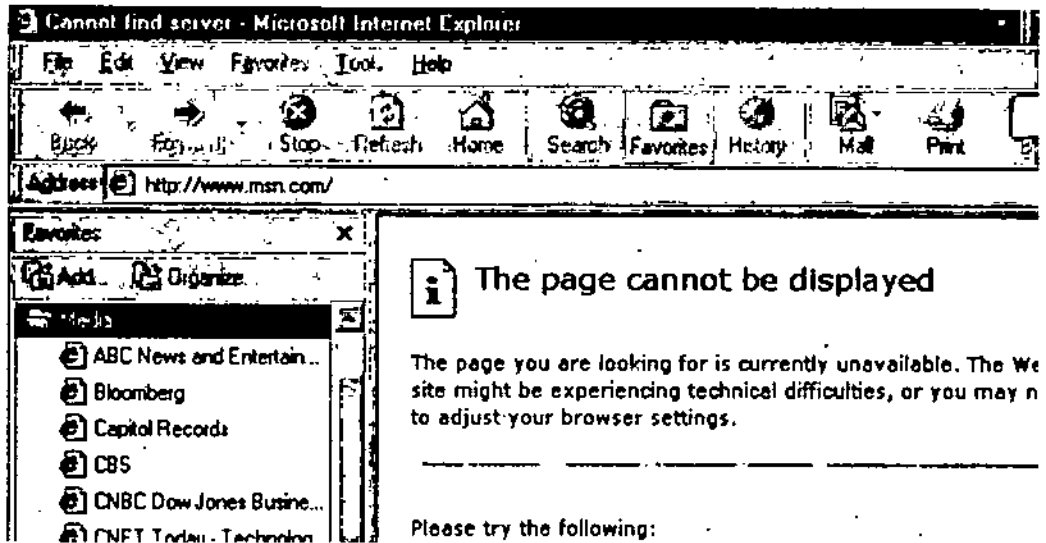 Cannot find server - Microsoft Internet Explorer
File Edit View Favorites Tools Help
Back Forward Stop Refresh Home Search Favorites History Mail Print
Address http://www.msn.com/
Favorites x
Add... Organize...
Media
ABC News and Entertain...
Bloomberg
Capitol Records
CBS
CNBC Dow Jones Busine...
CNET Today - Technolog
The page cannot be displayed
The page you are looking for is currently unavailable. The We
site might be experiencing technical difficulties, or you may n
to adjust your browser settings.
Please try the following: